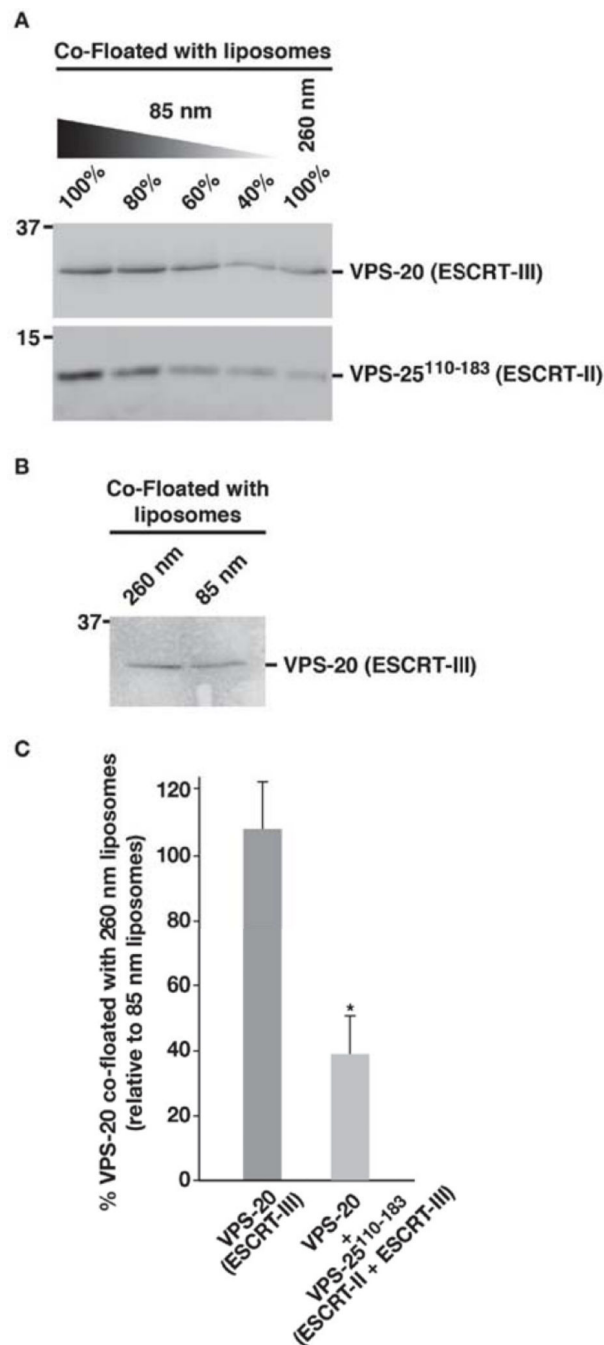 A
Co-Floated with liposomes
85 nm
260 nm
100%
80%
60%
40%
100%
37
VPS-20 (ESCRT-III)
15
VPS-25110-183 (ESCRT-II)
B
Co-Floated with
liposomes
260 nm
85 nm
37
VPS-20 (ESCRT-III)
C
% VPS-20 co-floated with 260 nm liposomes
(relative to 85 nm liposomes)
120
100
80
60
40
20
0
*
VPS-20
(ESCRT-III)
VPS-20
+
VPS-25110-183
(ESCRT-II + ESCRT-III)